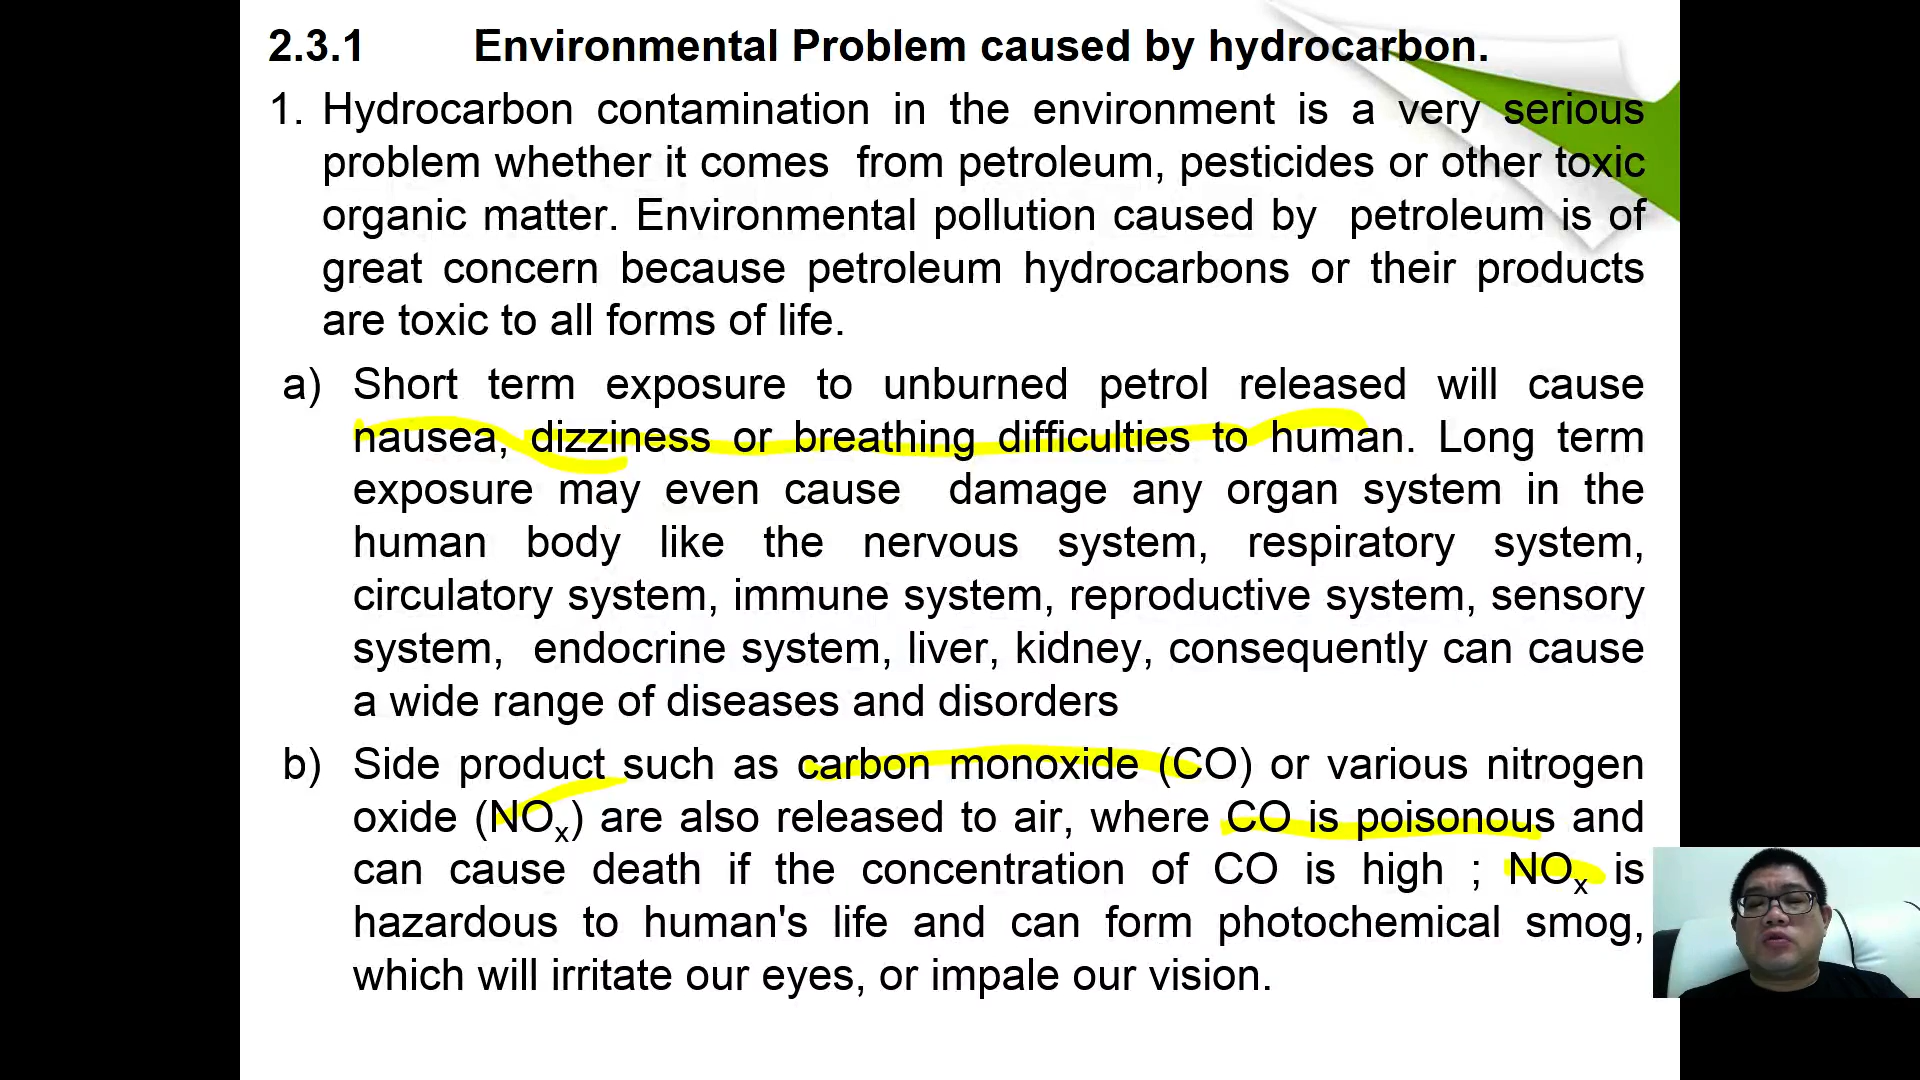 2.3.1 Environmental Problem caused by hydrocarbon.
1. Hydrocarbon contamination in the environment is a very serious
problem whether it comes from petroleum, pesticides or other toxic
organic matter. Environmental pollution caused by petroleum is of
great concern because petroleum hydrocarbons or their products
are toxic to all forms of life.
a) Short term exposure to unburned petrol released will cause
nausea, dizziness or breathing difficulties to human. Long term
exposure may even cause damage any organ system in the
human body like the nervous system, respiratory system,
circulatory system, immune system, reproductive system, sensory
system, endocrine system, liver, kidney, consequently can cause
a wide range of diseases and disorders
b) Side product such as carbon monoxide (CO) or various nitrogen
oxide (NOx) are also released to air, where CO is poisonous and
can cause death if the concentration of CO is high ; NOx is
hazardous to human's life and can form photochemical smog,
which will irritate our eyes, or impale our vision.